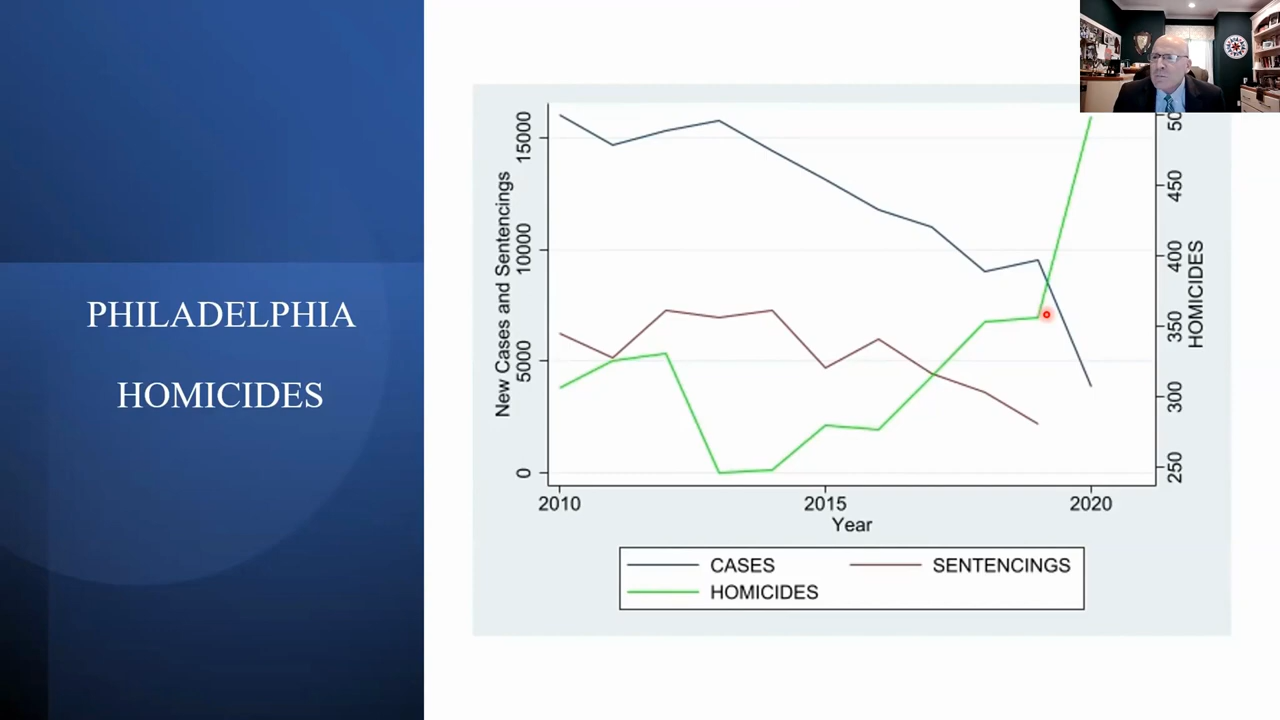 PHILADELPHIA
HOMICIDES
New Cases and Sentencings
15000
10000
5000
0
450
400
350
300
250
HOMICIDES
2010 2015 2020
Year
CASES SENTENCINGS
HOMICIDES